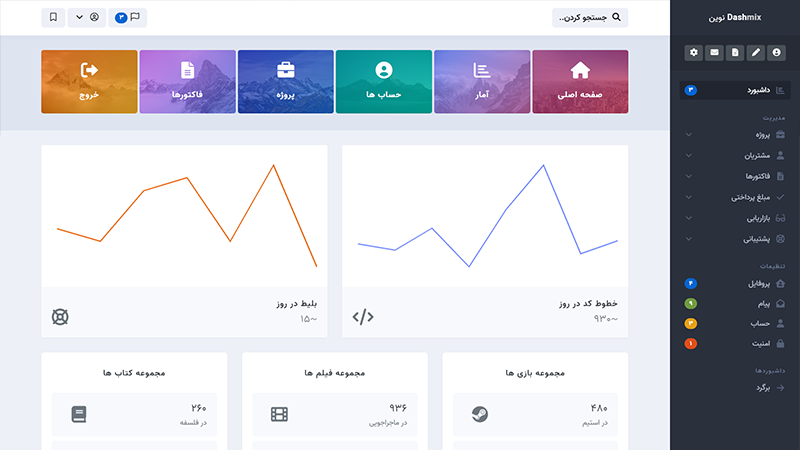 Dashmix نوین
داشبورد ۳
مدیریت
پروژه
مشتریان
فاکتورها
مبلغ پرداختی
بازاریابی
پشتیبانی
تنظیمات
پروفایل ۴
پیام ۹
حساب ۳
امنیت ۱
داشبوردها
برگرد
جستجو کردن..
۳
صفحه اصلی
آمار
حساب ها
پروژه
فاکتورها
خروج
خطوط کد در روز
~۹۳۰
بلیط در روز
~۱۵
مجموعه بازی ها
۴۸۰
در استیم
مجموعه فیلم ها
۹۳۶
در ماجراجویی
مجموعه کتاب ها
۲۶۰
در فلسفه